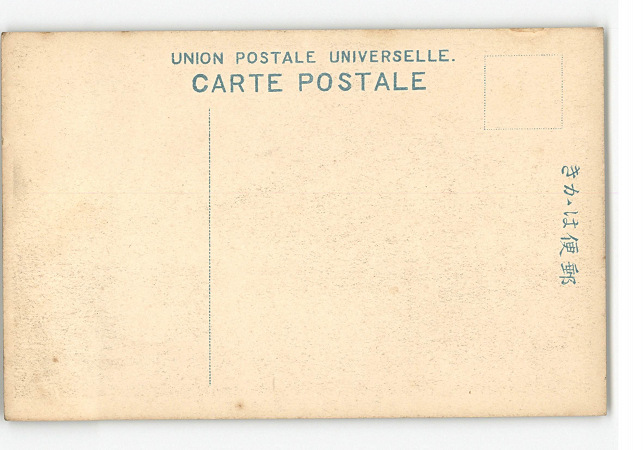 UNION POSTALE UNIVERSELLE.
CARTE POSTALE
きかﾞは便郵